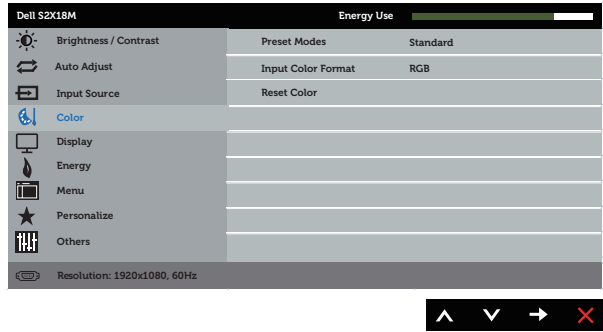 Dell S2X18M Energy Use
Brightness / Contrast Preset Modes Standard
Auto Adjust Input Color Format RGB
Input Source Reset Color
Color
Display
Energy
Menu
Personalize
Others
Resolution: 1920x1080, 60Hz